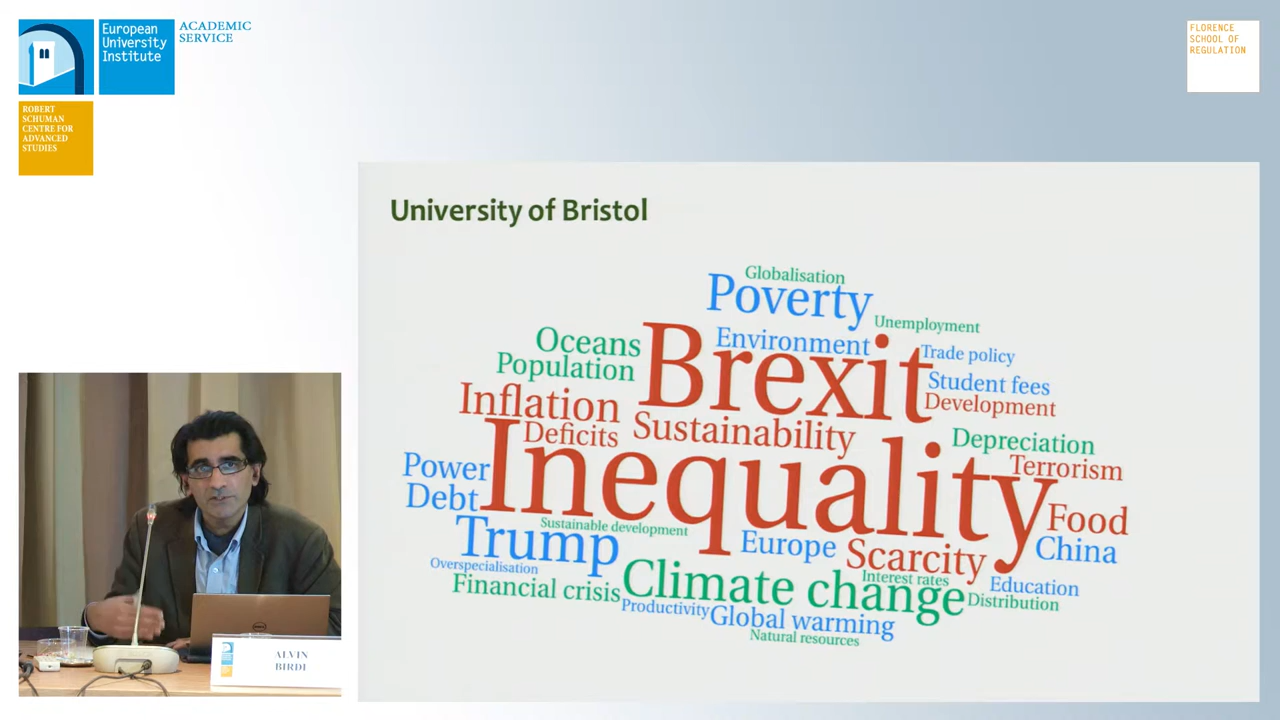 European
University
Institute
ACADEMIC
SERVICE
FLORENCE
SCHOOL OF
REGULATION
ROBERT
SCHUMAN
CENTRE FOR
ADVANCED
STUDIES
University of Bristol
Globalisation
Poverty
Unemployment
Oceans
Environment
Brexit
Trade policy
Population
Student fees
Inflation
Development
Deficits
Sustainability
Depreciation
Inequality
Terrorism
Power
Debt
Food
Sustainable development
Trump
Europe
Scarcity
China
Overspecialisation
Financial crisis
Climate change
Interest rates
Education
Distribution
Productivity
Global warming
Natural resources
DELL
ALVIN
BIRDI